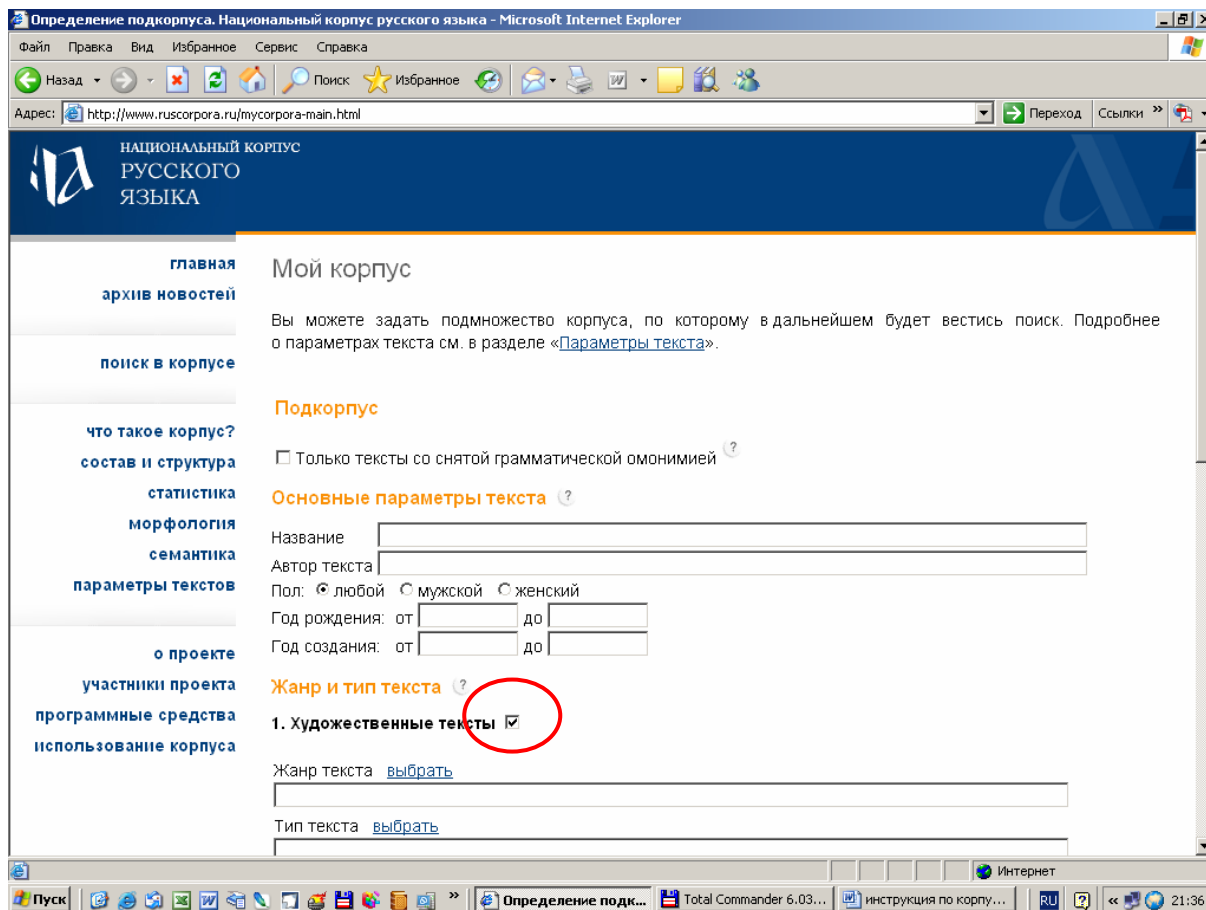 Определение подкорпуса. Национальный корпус русского языка - Microsoft Internet Explorer
Файл Правка Вид Избранное Сервис Справка
Назад Поиск Избранное
Адрес: http://www.ruscorpora.ru/mycorpora-main.html Переход Ссылки »
НАЦИОНАЛЬНЫЙ КОРПУС
РУССКОГО
ЯЗЫКА
главная
архив новостей
поиск в корпусе
что такое корпус?
состав и структура
статистика
морфология
семантика
параметры текстов
о проекте
участники проекта
программные средства
использование корпуса
Мой корпус
Вы можете задать подмножество корпуса, по которому в дальнейшем будет вестись поиск. Подробнее
о параметрах текста см. в разделе «Параметры текста».
Подкорпус
Только тексты со снятой грамматической омонимией ?
Основные параметры текста ?
Название
Автор текста
Пол: любой мужской женский
Год рождения: от до
Год создания: от до
Жанр и тип текста ?
1. Художественные тексты
Жанр текста выбрать
Тип текста выбрать
Интернет
Пуск » Определение подк... Total Commander 6.03... инструкция по корпу... RU ? « 21:36